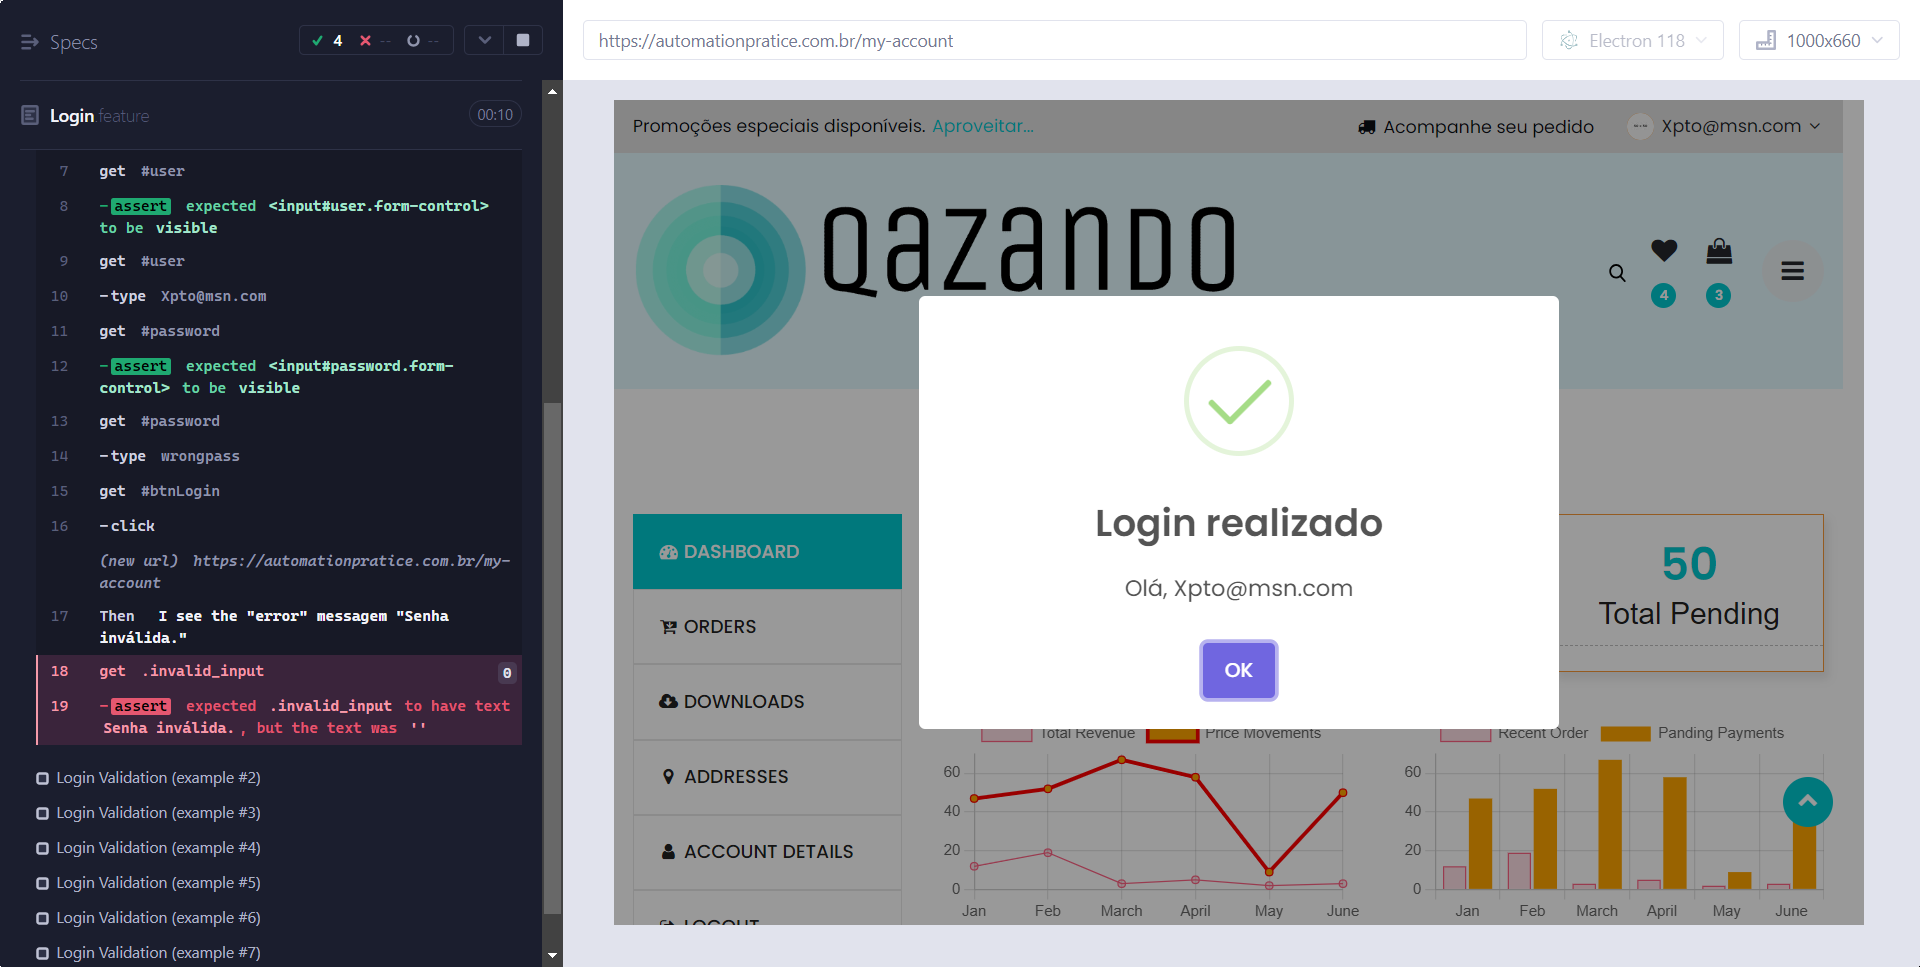 Specs
4 -- --
Login feature
00:10
7 get #user
8 -assert expected <input#user.form-control>
to be visible
9 get #user
10 -type Xpto@msn.com
11 get #password
12 -assert expected <input#password.form-
control> to be visible
13 get #password
14 -type wrongpass
15 get #btnLogin
16 -click
(new url) https://automationpratice.com.br/my-
account
17 Then I see the "error" messagem "Senha
inválida."
18 get .invalid_input 0
19 -assert expected .invalid_input to have text
Senha inválida., but the text was ''
Login Validation (example #2)
Login Validation (example #3)
Login Validation (example #4)
Login Validation (example #5)
Login Validation (example #6)
Login Validation (example #7)
https://automationpratice.com.br/my-account
Electron 118
1000x660
Promoções especiais disponíveis. Aproveitar...
Acompanhe seu pedido
Xpto@msn.com
QAZANDO
4
3
Login realizado
Olá, Xpto@msn.com
OK
DASHBOARD
ORDERS
DOWNLOADS
ADDRESSES
ACCOUNT DETAILS
LOGOUT
50
Total Pending
Total Revenue Price Movements
60
40
20
0
Jan Feb March April May June
Recent Order Panding Payments
60
40
20
0
Jan Feb March April May June